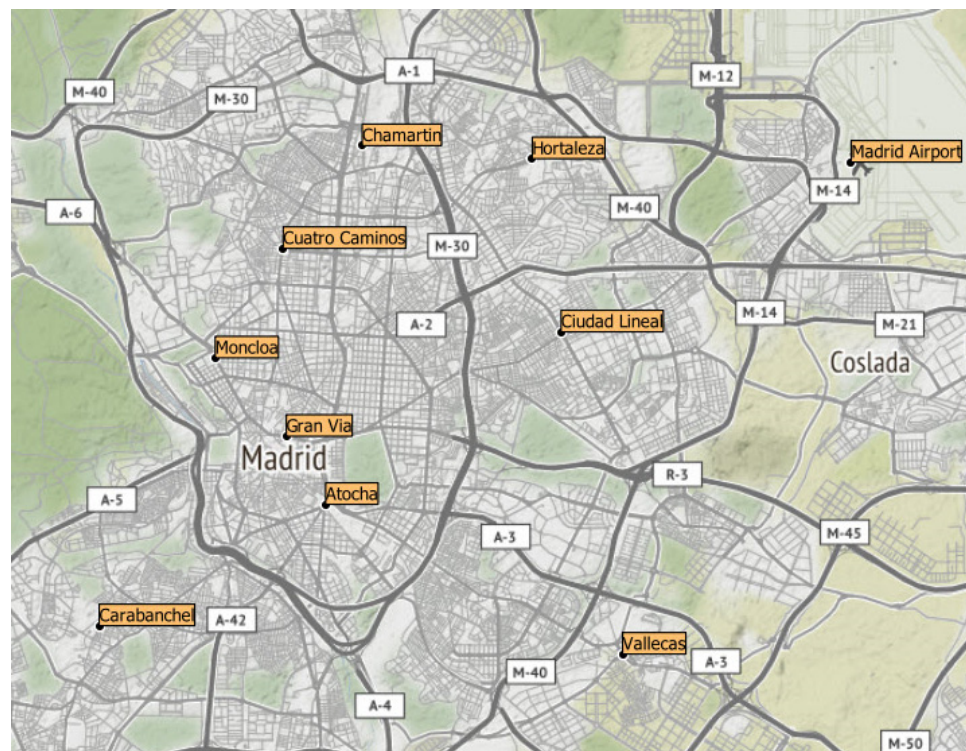 A-1
M-12
M-40
M-30
Chamartin
Hortaleza
Madrid Airport
M-14
M-40
A-6
Cuatro Caminos
M-30
M-14
A-2
Ciudad Lineal
M-21
Moncloa
Coslada
Gran Via
Madrid
R-3
Atocha
A-5
M-45
A-3
Carabanchel
A-42
Vallecas
A-3
M-40
A-4
M-50